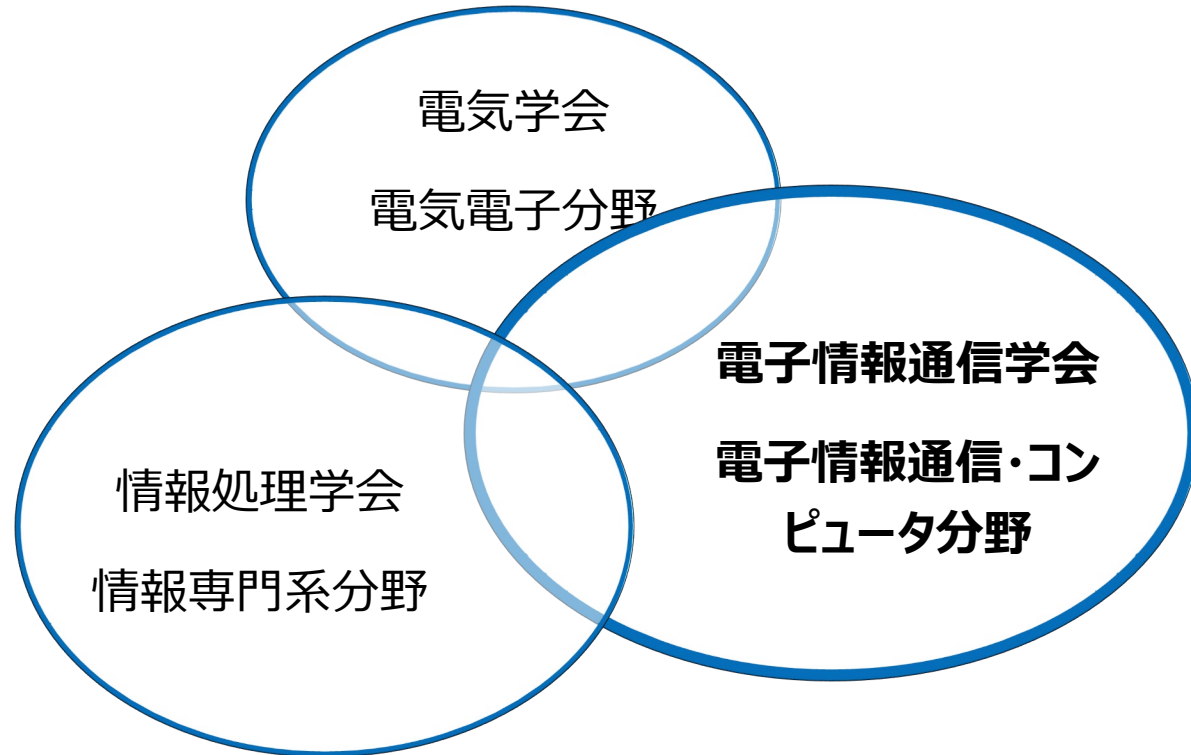 電気学会
電気電子分野
電子情報通信学会
電子情報通信・コン
ピュータ分野
情報処理学会
情報専門系分野